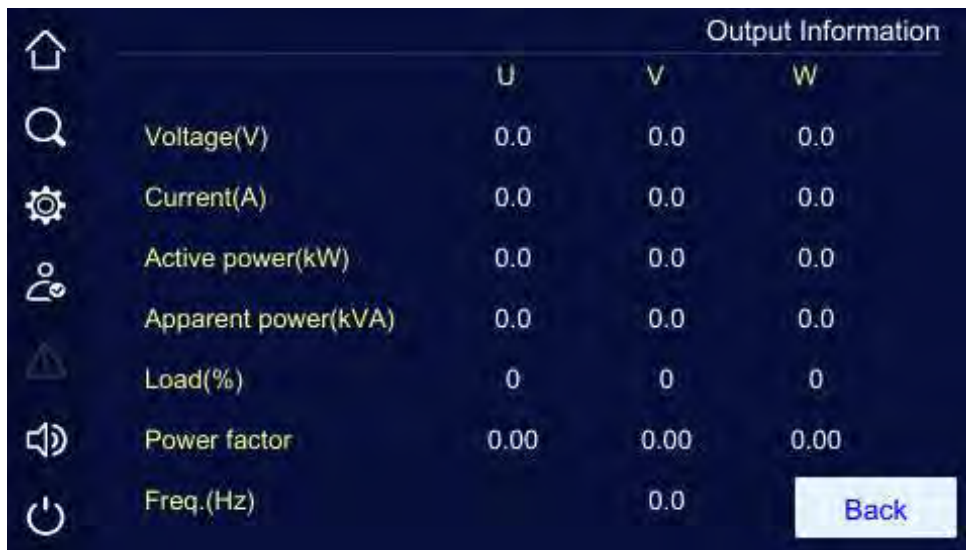 Output Information
U V W
Voltage(V) 0.0 0.0 0.0
Current(A) 0.0 0.0 0.0
Active power(kW) 0.0 0.0 0.0
Apparent power(kVA) 0.0 0.0 0.0
Load(%) 0 0 0
Power factor 0.00 0.00 0.00
Freq.(Hz) 0.0
Back